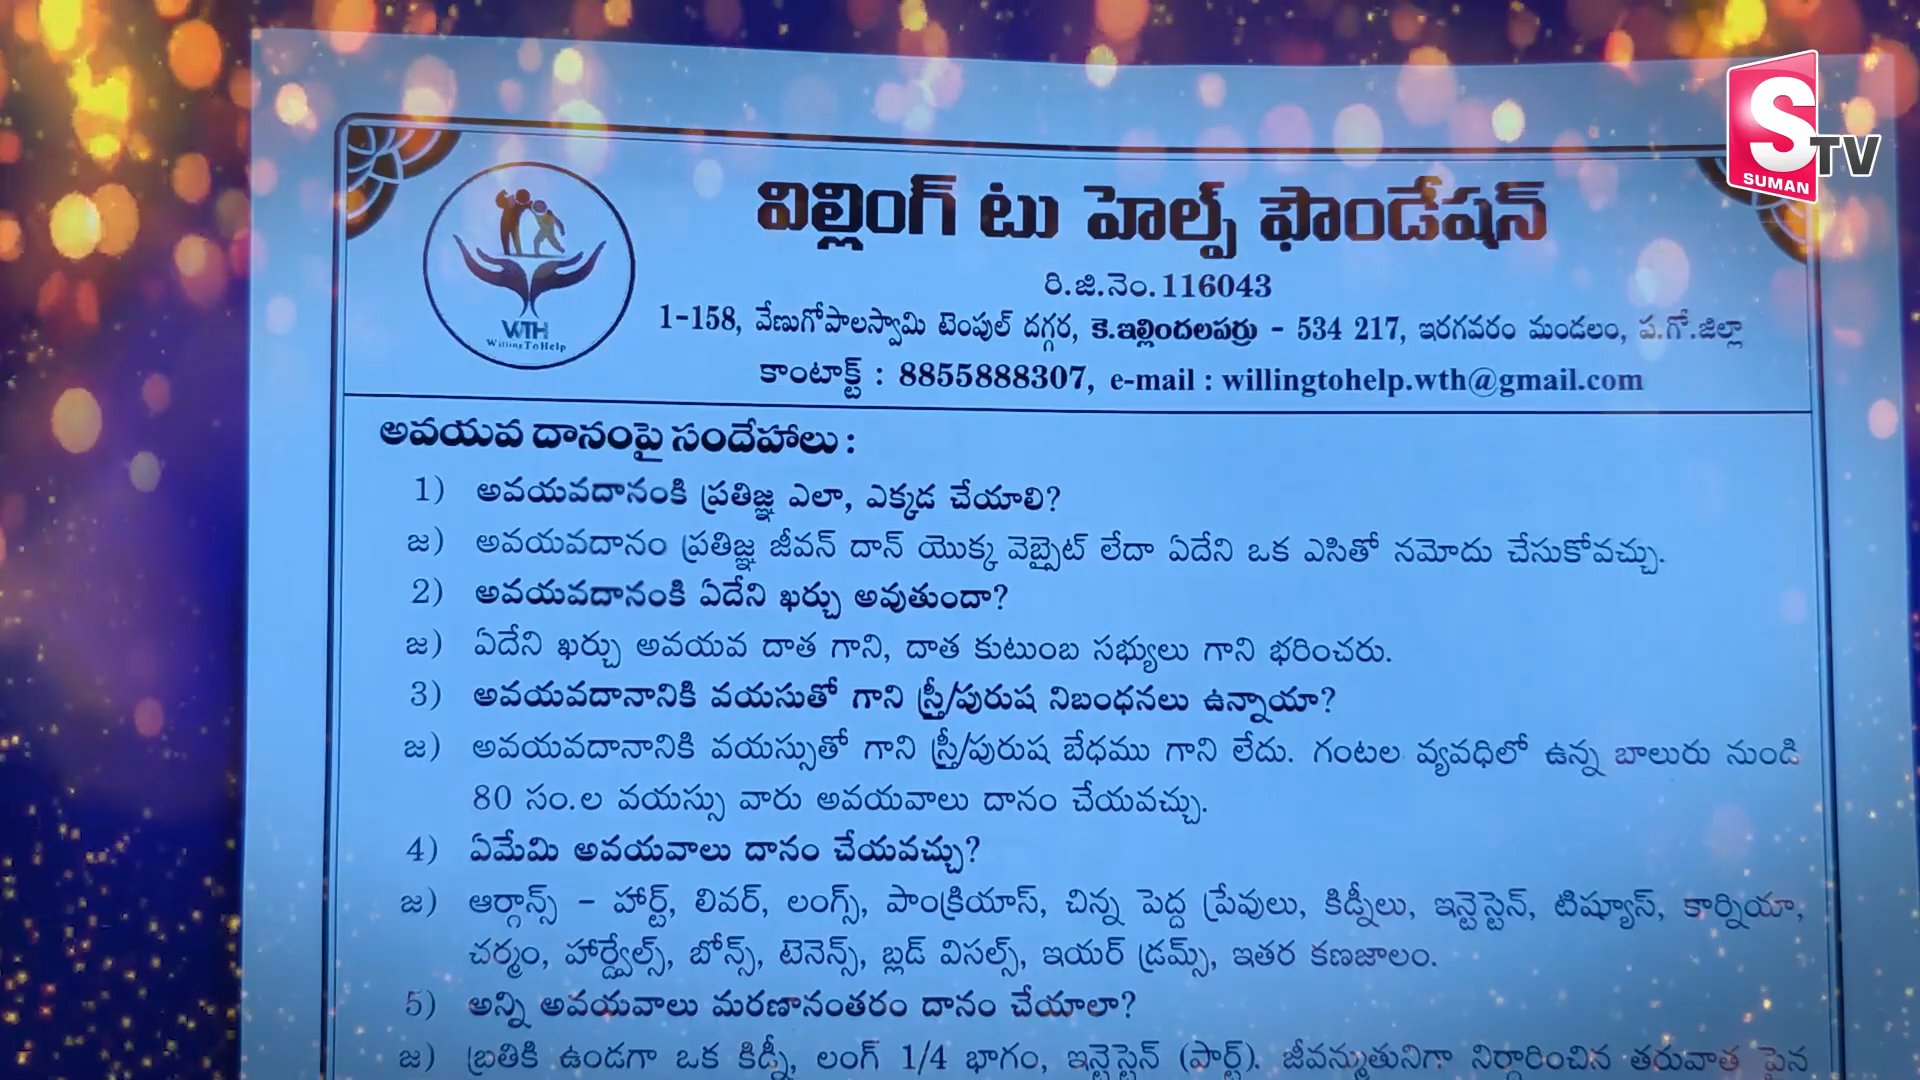 S
SUMAN
TV
విల్లింగ్ టు హెల్ప్ ఫౌండేషన్
రి.జి.నెం.116043
1-158, వేణుగోపాలస్వామి టెంపుల్ దగ్గర, కె.ఇల్లిందలపర్రు - 534 217, ఇరగవరం మండలం, ప.గో.జిల్లా
కాంటాక్ట్ : 8855888307, e-mail : willingtohelp.wth@gmail.com
WTH
WillingToHelp
అవయవ దానంపై సందేహాలు :
1) అవయవదానంకి ప్రతిజ్ఞ ఎలా, ఎక్కడ చేయాలి?
జ) అవయవదానం ప్రతిజ్ఞ జీవన్ దాన్ యొక్క వెబ్సైట్ లేదా ఏదేని ఒక ఎసితో నమోదు చేసుకోవచ్చు.
2) అవయవదానంకి ఏదేని ఖర్చు అవుతుందా?
జ) ఏదేని ఖర్చు అవయవ దాత గాని, దాత కుటుంబ సభ్యులు గాని భరించరు.
3) అవయవదానానికి వయసుతో గాని స్త్రీ/పురుష నిబంధనలు ఉన్నాయా?
జ) అవయవదానానికి వయస్సుతో గాని స్త్రీ/పురుష బేధము గాని లేదు. గంటల వ్యవధిలో ఉన్న బాలురు నుండి
80 సం.ల వయస్సు వారు అవయవాలు దానం చేయవచ్చు.
4) ఏమేమి అవయవాలు దానం చేయవచ్చు?
జ) ఆర్గాన్స్ - హార్ట్, లివర్, లంగ్స్, పాంక్రియాస్, చిన్న పెద్ద ప్రేవులు, కిడ్నీలు, ఇన్టెస్టెన్, టిష్యూస్, కార్నియా,
చర్మం, హార్ట్వేల్స్, బోన్స్, టెనెన్స్, బ్లడ్ విసల్స్, ఇయర్ డ్రమ్స్, ఇతర కణజాలం.
5) అన్ని అవయవాలు మరణానంతరం దానం చేయాలా?
జ) బ్రతికి ఉండగా ఒక కిడ్నీ, లంగ్ 1/4 భాగం, ఇన్టెస్టెన్ (పార్ట్). జీవన్మృతునిగా నిర్ధారించిన తరువాత పైన